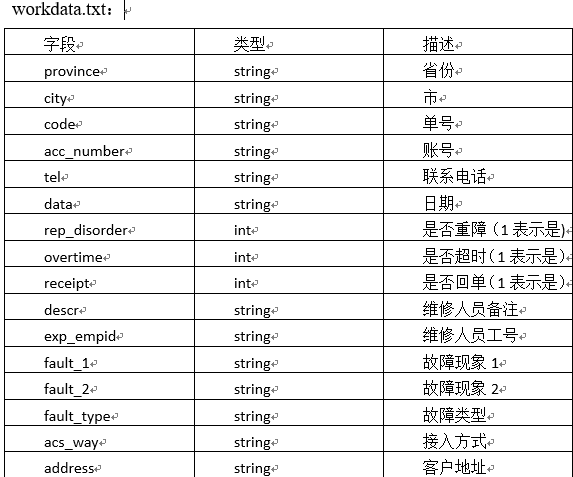 workdata.txt：
字段 类型 描述
province string 省份
city string 市
code string 单号
acc_number string 账号
tel string 联系电话
data string 日期
rep_disorder int 是否重障（1 表示是)
overtime int 是否超时（1 表示是）
receipt int 是否回单（1 表示是）
descr string 维修人员备注
exp_empid string 维修人员工号
fault_1 string 故障现象 1
fault_2 string 故障现象 2
fault_type string 故障类型
acs_way string 接入方式
address string 客户地址